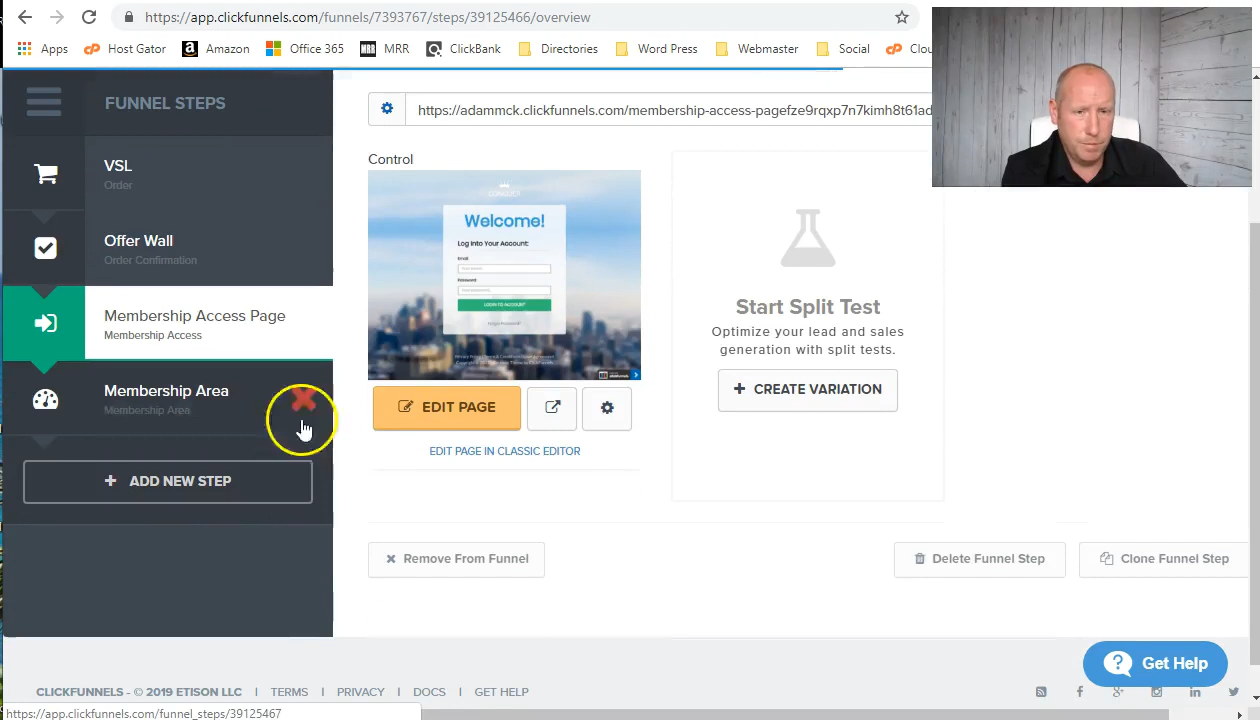 https://app.clickfunnels.com/funnels/7393767/steps/39125466/overview
Apps
Host Gator
Amazon
Office 365
MRR MRR
ClickBank
Directories
Word Press
Webmaster
Social
Clou
FUNNEL STEPS
VSL
Order
Offer Wall
Order Confirmation
Membership Access Page
Membership Access
Membership Area
Membership Area
+ ADD NEW STEP
https://adammck.clickfunnels.com/membership-access-pagefze9rqxp7n7kimh8t61ad
Control
Welcome!
Log Into Your Account:
Email
Password
LOGIN TO ACCOUNT
Forgot Password?
EDIT PAGE
EDIT PAGE IN CLASSIC EDITOR
Start Split Test
Optimize your lead and sales
generation with split tests.
+ CREATE VARIATION
Remove From Funnel
Delete Funnel Step
Clone Funnel Step
Get Help
CLICKFUNNELS - © 2019 ETISON LLC | TERMS | PRIVACY | DOCS | GET HELP
https://app.clickfunnels.com/funnel_steps/39125467